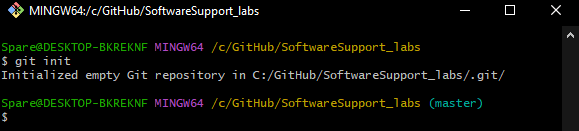 MINGW64:/c/GitHub/SoftwareSupport_labs
Spare@DESKTOP-BKREKNF MINGW64 /c/GitHub/SoftwareSupport_labs
$ git init
Initialized empty Git repository in C:/GitHub/SoftwareSupport_labs/.git/
Spare@DESKTOP-BKREKNF MINGW64 /c/GitHub/SoftwareSupport_labs (master)
$